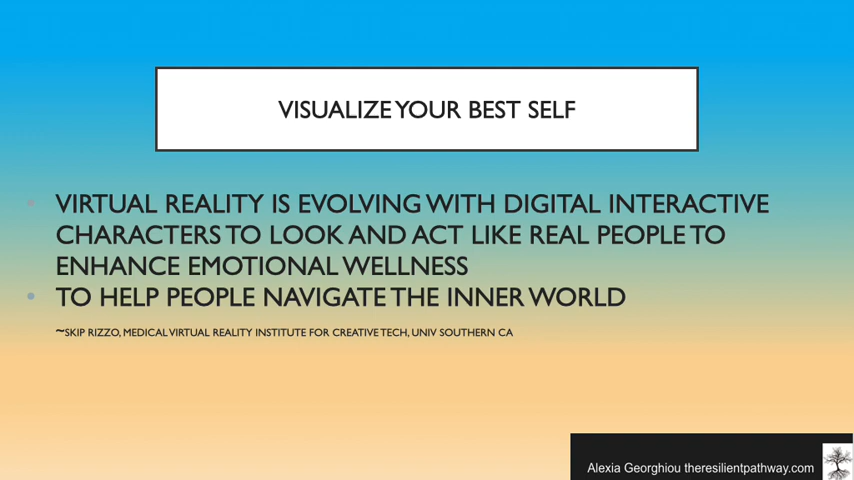 VISUALIZE YOUR BEST SELF
• VIRTUAL REALITY IS EVOLVING WITH DIGITAL INTERACTIVE
CHARACTERS TO LOOK AND ACT LIKE REAL PEOPLE TO
ENHANCE EMOTIONAL WELLNESS
• TO HELP PEOPLE NAVIGATE THE INNER WORLD
~SKIP RIZZO, MEDICAL VIRTUAL REALITY INSTITUTE FOR CREATIVE TECH, UNIV SOUTHERN CA
Alexia Georghiou theresilientpathway.com